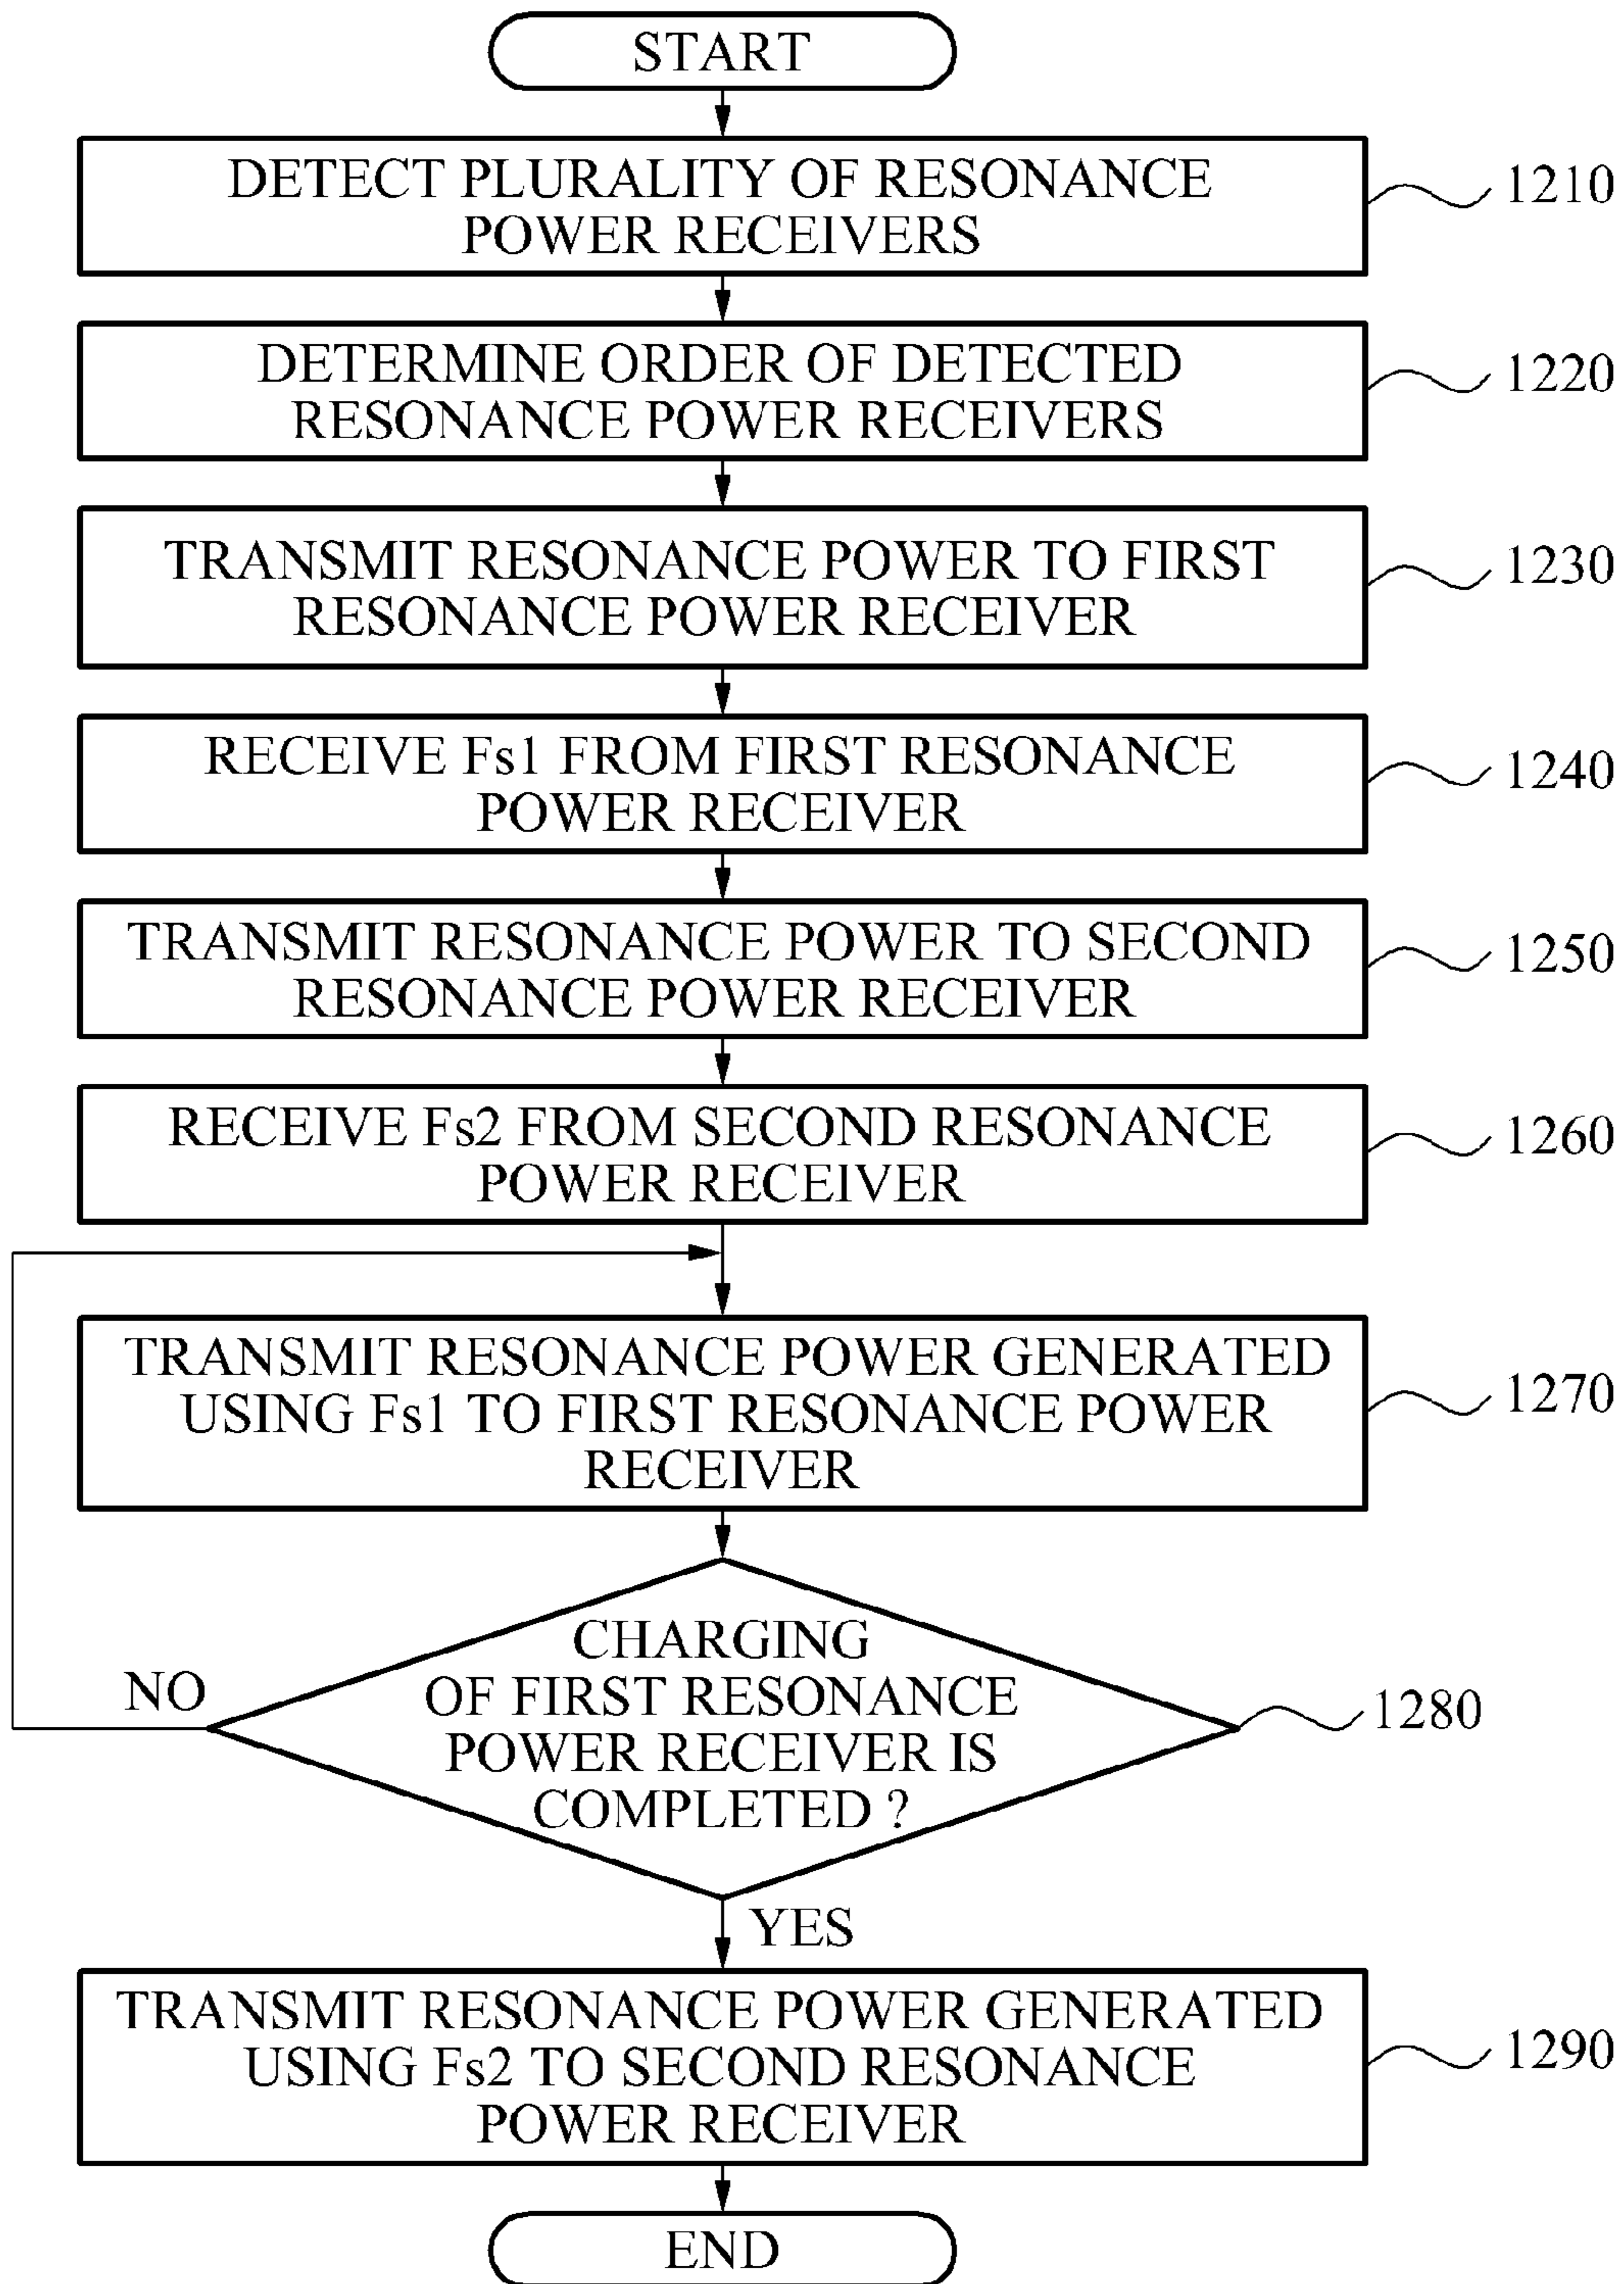 START
DETECT PLURALITY OF RESONANCE
POWER RECEIVERS
1210
DETERMINE ORDER OF DETECTED
RESONANCE POWER RECEIVERS
1220
TRANSMIT RESONANCE POWER TO FIRST
RESONANCE POWER RECEIVER
1230
RECEIVE Fs1 FROM FIRST RESONANCE
POWER RECEIVER
1240
TRANSMIT RESONANCE POWER TO SECOND
RESONANCE POWER RECEIVER
1250
RECEIVE Fs2 FROM SECOND RESONANCE
POWER RECEIVER
1260
TRANSMIT RESONANCE POWER GENERATED
USING Fs1 TO FIRST RESONANCE POWER
RECEIVER
1270
CHARGING
OF FIRST RESONANCE
POWER RECEIVER IS
COMPLETED ?
1280
NO
YES
TRANSMIT RESONANCE POWER GENERATED
USING Fs2 TO SECOND RESONANCE
POWER RECEIVER
1290
END